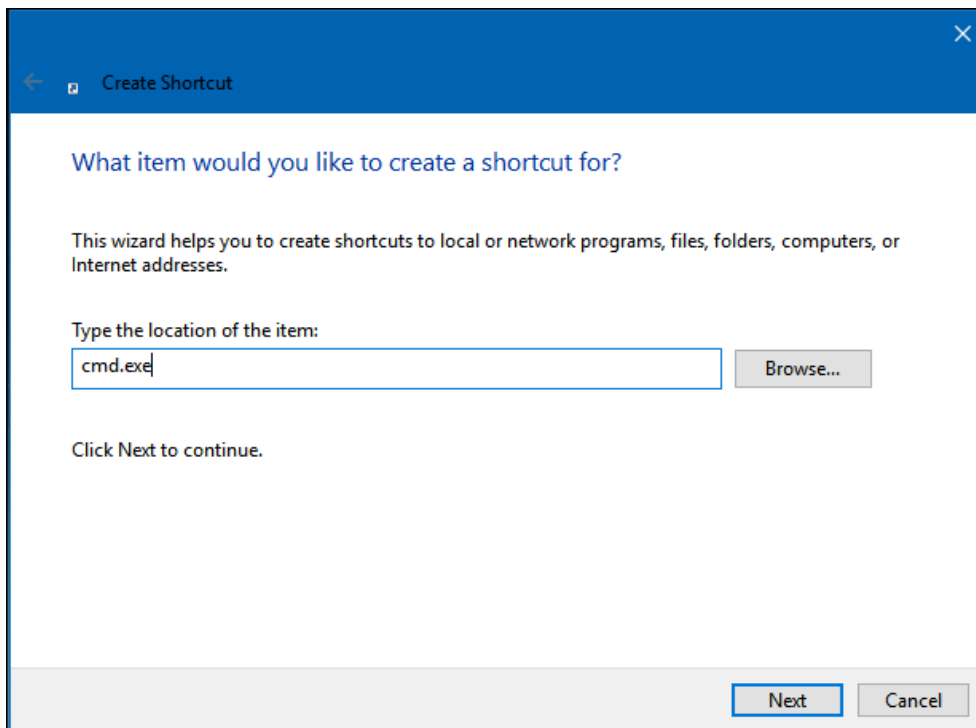 Create Shortcut
What item would you like to create a shortcut for?
This wizard helps you to create shortcuts to local or network programs, files, folders, computers, or
Internet addresses.
Type the location of the item:
cmd.exe
Browse...
Click Next to continue.
Next
Cancel